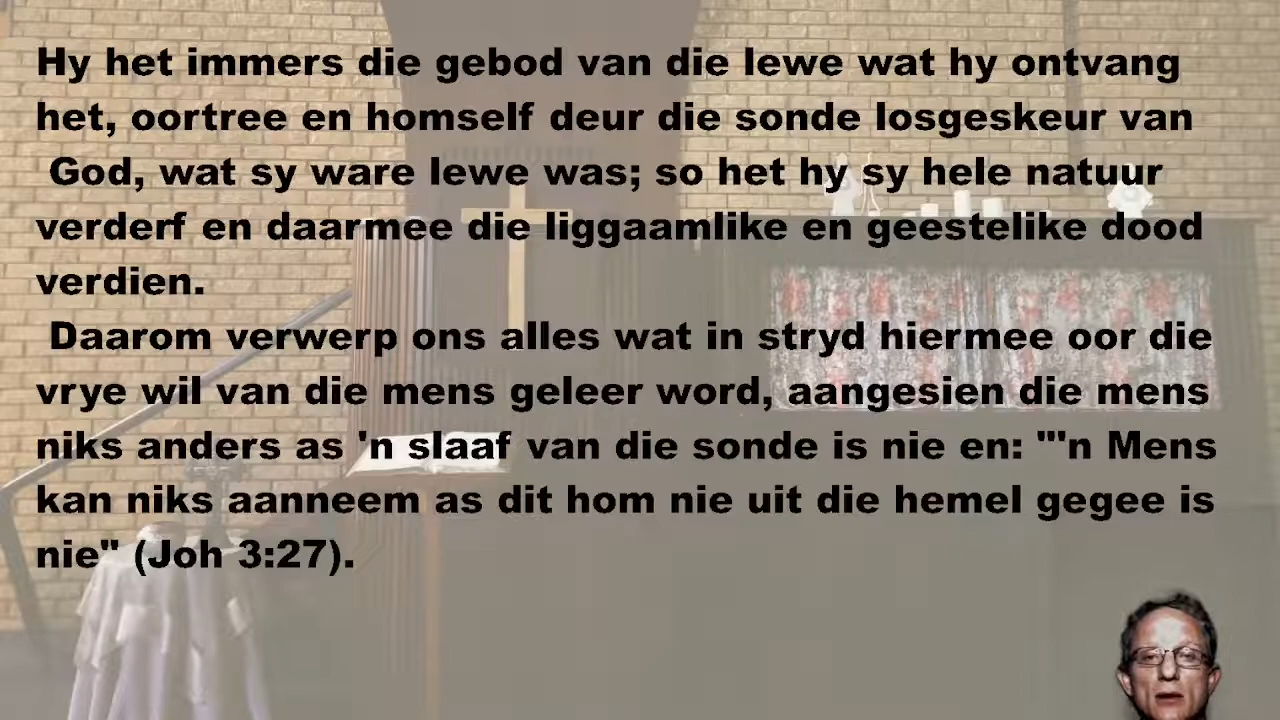 Hy het immers die gebod van die lewe wat hy ontvang
het, oortree en homself deur die sonde losgeskeur van
God, wat sy ware lewe was; so het hy sy hele natuur
verderf en daarmee die liggaamlike en geestelike dood
verdien.
Daarom verwerp ons alles wat in stryd hiermee oor die
vrye wil van die mens geleer word, aangesien die mens
niks anders as 'n slaaf van die sonde is nie en: "'n Mens
kan niks aanneem as dit hom nie uit die hemel gegee is
nie" (Joh 3:27).